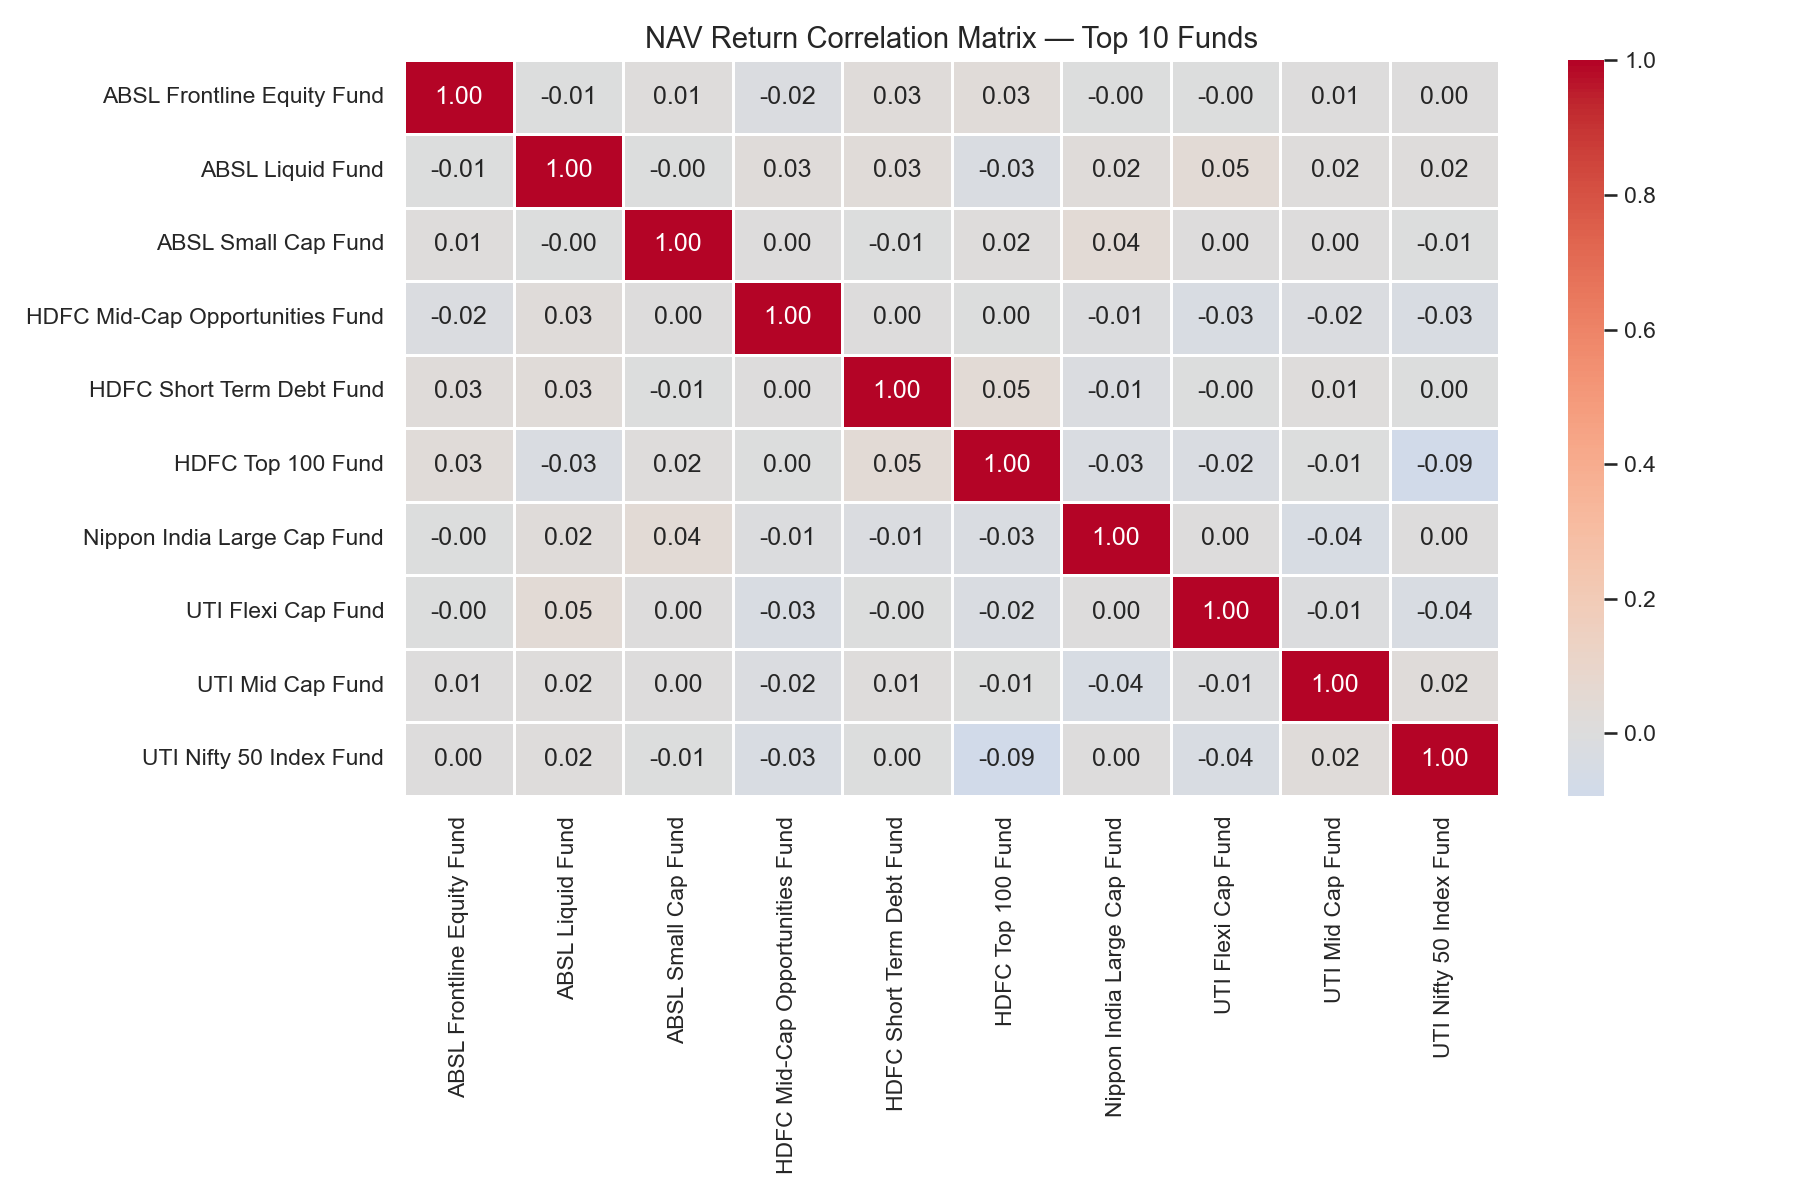 NAV Return Correlation Matrix — Top 10 Funds
ABSL Frontline Equity Fund 1.00 -0.01 0.01 -0.02 0.03 0.03 -0.00 -0.00 0.01 0.00
ABSL Liquid Fund -0.01 1.00 -0.00 0.03 0.03 -0.03 0.02 0.05 0.02 0.02
ABSL Small Cap Fund 0.01 -0.00 1.00 0.00 -0.01 0.02 0.04 0.00 0.00 -0.01
HDFC Mid-Cap Opportunities Fund -0.02 0.03 0.00 1.00 0.00 0.00 -0.01 -0.03 -0.02 -0.03
HDFC Short Term Debt Fund 0.03 0.03 -0.01 0.00 1.00 0.05 -0.01 -0.00 0.01 0.00
HDFC Top 100 Fund 0.03 -0.03 0.02 0.00 0.05 1.00 -0.03 -0.02 -0.01 -0.09
Nippon India Large Cap Fund -0.00 0.02 0.04 -0.01 -0.01 -0.03 1.00 0.00 -0.04 0.00
UTI Flexi Cap Fund -0.00 0.05 0.00 -0.03 -0.00 -0.02 0.00 1.00 -0.01 -0.04
UTI Mid Cap Fund 0.01 0.02 0.00 -0.02 0.01 -0.01 -0.04 -0.01 1.00 0.02
UTI Nifty 50 Index Fund 0.00 0.02 -0.01 -0.03 0.00 -0.09 0.00 -0.04 0.02 1.00
ABSL Frontline Equity Fund
ABSL Liquid Fund
ABSL Small Cap Fund
HDFC Mid-Cap Opportunities Fund
HDFC Short Term Debt Fund
HDFC Top 100 Fund
Nippon India Large Cap Fund
UTI Flexi Cap Fund
UTI Mid Cap Fund
UTI Nifty 50 Index Fund
1.0
0.8
0.6
0.4
0.2
0.0